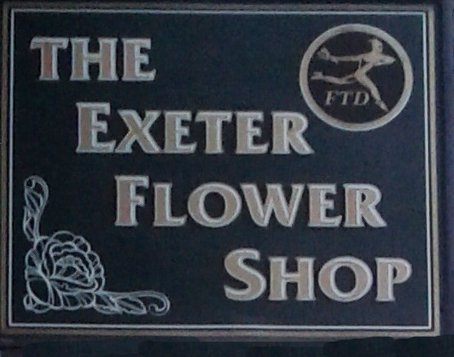 THE
FTD
EXETER
FLOWER
SHOP